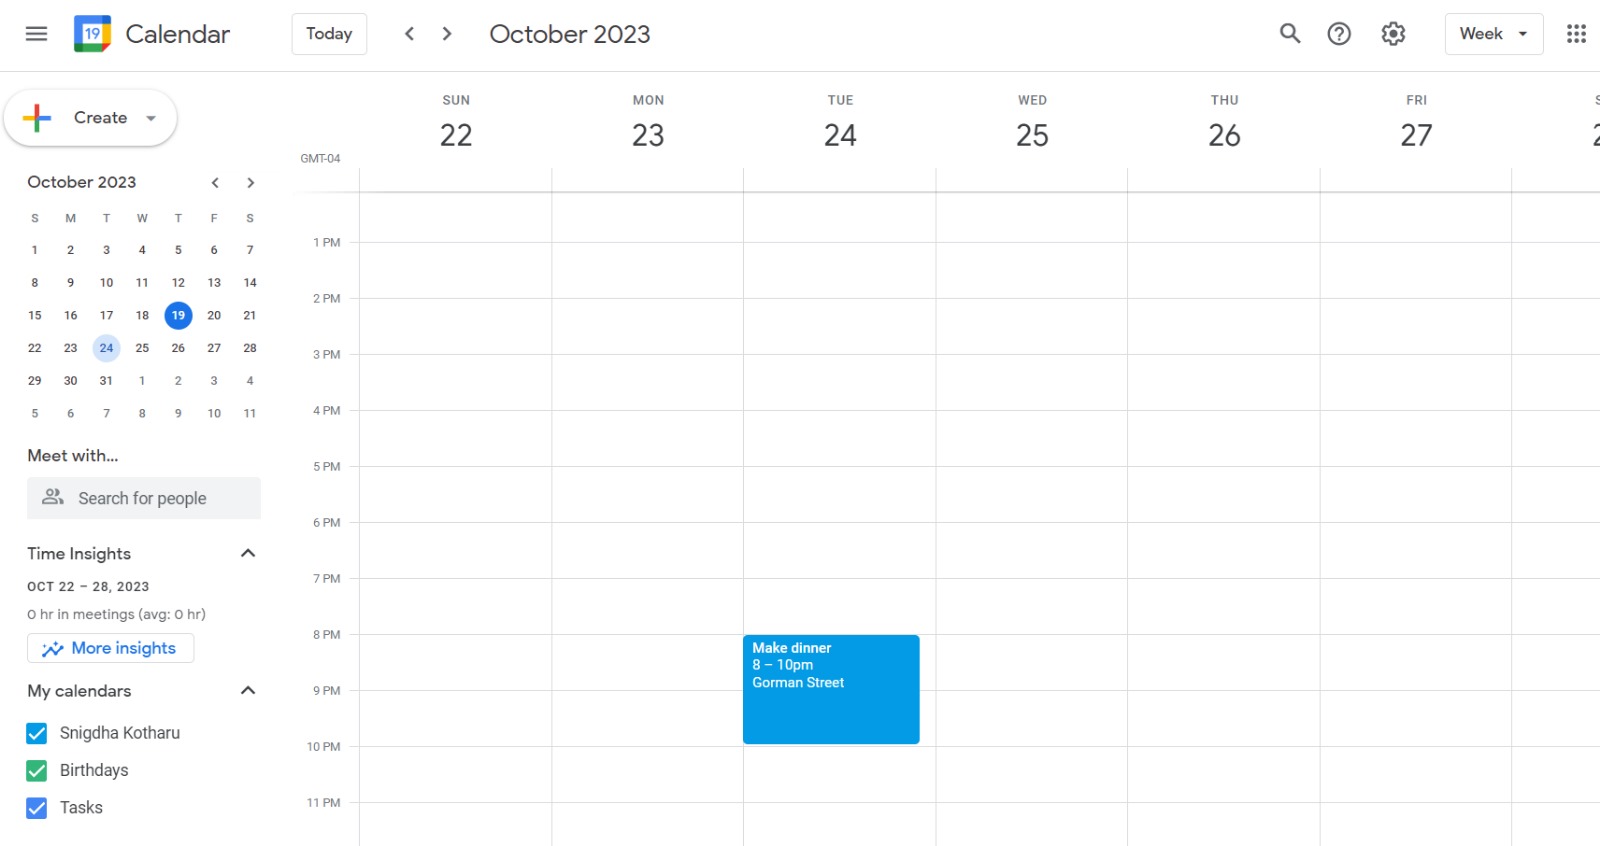 19 Calendar Today October 2023 Week
Create
SUN MON TUE WED THU FRI S
22 23 24 25 26 27 2
GMT-04
October 2023
S M T W T F S
1 2 3 4 5 6 7
8 9 10 11 12 13 14
15 16 17 18 19 20 21
22 23 24 25 26 27 28
29 30 31 1 2 3 4
5 6 7 8 9 10 11
Meet with...
Search for people
Time Insights
OCT 22 – 28, 2023
0 hr in meetings (avg: 0 hr)
More insights
My calendars
Snigdha Kotharu
Birthdays
Tasks
1 PM
2 PM
3 PM
4 PM
5 PM
6 PM
7 PM
8 PM
9 PM
10 PM
11 PM
Make dinner
8 – 10pm
Gorman Street